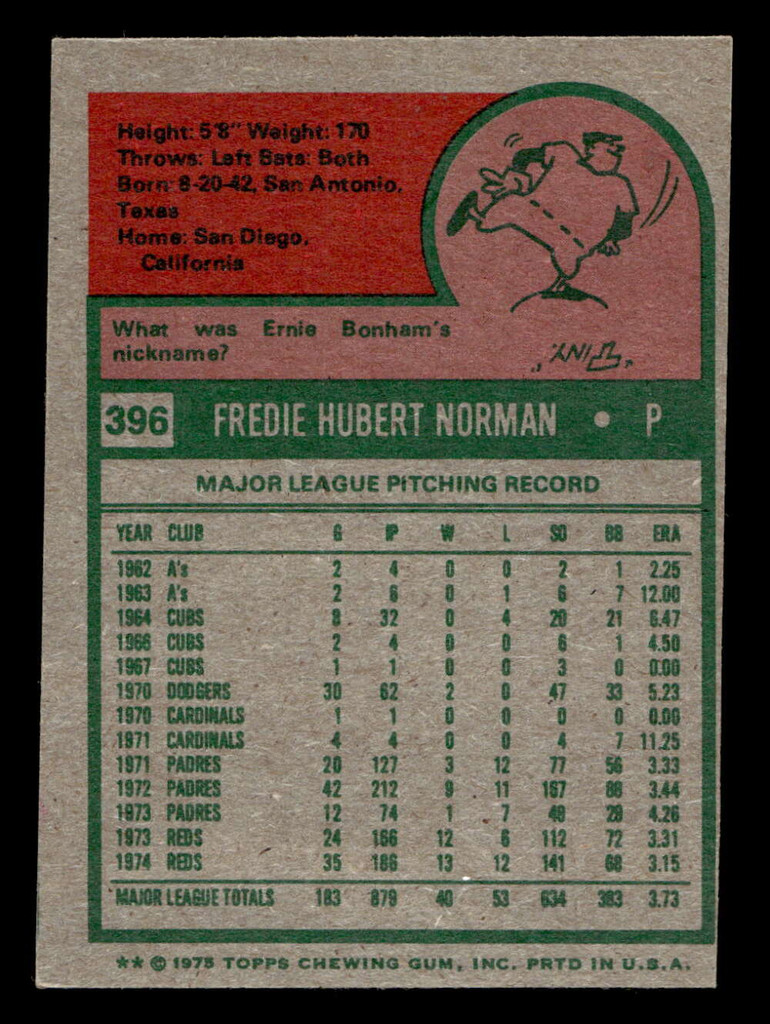 Height: 5'8" Weight: 170
Throws: Left Bats: Both
Born: 8-20-42, San Antonio,
Texas
Home: San Diego,
California
What was Ernie Bonham's
nickname?
"TINY"
396 FREDIE HUBERT NORMAN • P
MAJOR LEAGUE PITCHING RECORD
YEAR CLUB G IP W L SO BB ERA
1962 A's 2 4 0 0 2 1 2.25
1963 A's 2 6 0 1 6 7 12.00
1964 CUBS 8 32 0 4 20 21 6.47
1966 CUBS 2 4 0 0 6 1 4.50
1967 CUBS 1 1 0 0 3 0 0.00
1970 DODGERS 30 62 2 0 47 33 5.23
1970 CARDINALS 1 1 0 0 0 0 0.00
1971 CARDINALS 4 4 0 0 4 7 11.25
1971 PADRES 20 127 3 12 77 56 3.33
1972 PADRES 42 212 9 11 167 88 3.44
1973 PADRES 12 74 1 7 49 29 4.26
1973 REDS 24 166 12 6 112 72 3.31
1974 REDS 35 186 13 12 141 68 3.15
MAJOR LEAGUE TOTALS 183 879 40 53 634 383 3.73
** © 1975 TOPPS CHEWING GUM, INC. PRTD IN U.S.A.